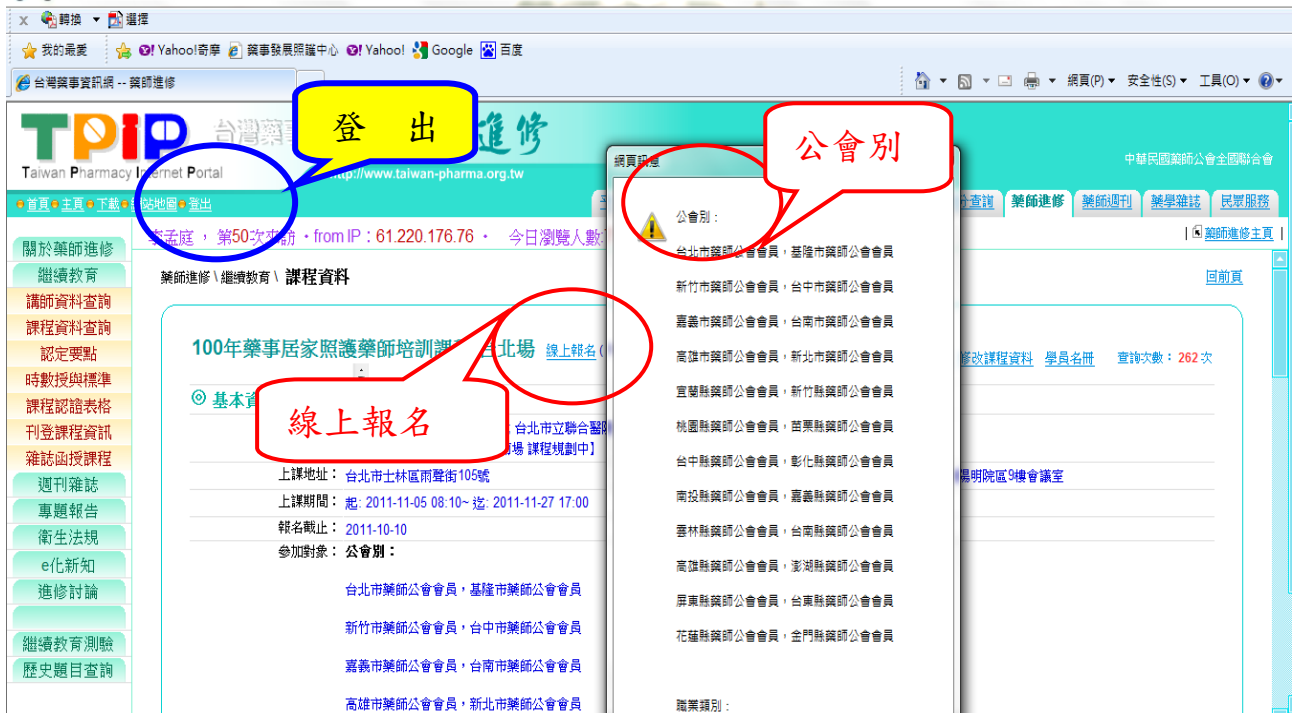 x 轉換 ▼ 選擇
我的最愛 Yahoo!奇摩 藥事發展照護中心 Yahoo! Google 百度
台灣藥事資訊網 -- 藥師進修
網頁(P) ▼ 安全性(S) ▼ 工具(O) ▼
登 出
公會別
TPIP 台灣藥 進修
Taiwan Pharmacy Internet Portal
http://www.taiwan-pharma.org.tw
網頁訊息
中華民國藥師公會全國聯合會
首頁 主頁 下載 網站地圖 登出
查詢 藥師進修 藥師週刊 藥學雜誌 民眾服務
李孟庭 , 第50次來訪 ‧ from IP:61.220.176.76 ‧ 今日瀏覽人數
| 藥師進修主頁 |
關於藥師進修
繼續教育
講師資料查詢
課程資料查詢
認定要點
時數授與標準
課程認證表格
刊登課程資訊
雜誌函授課程
週刊雜誌
專題報告
衛生法規
e化新知
進修討論
繼續教育測驗
歷史題目查詢
藥師進修 \ 繼續教育 \ 課程資料
回前頁
100年藥事居家照護藥師培訓課 台北場 線上報名 (
修改課程資料 學員名冊 查詢次數:262 次
基本資
線上報名
台北市立聯合醫院
場 課程規劃中】
上課地址: 台北市士林區雨聲街105號
陽明院區9樓會議室
上課期間: 起: 2011-11-05 08:10~ 迄: 2011-11-27 17:00
報名截止: 2011-10-10
參加對象: 公會別:
台北市藥師公會會員,基隆市藥師公會會員
新竹市藥師公會會員,台中市藥師公會會員
嘉義市藥師公會會員,台南市藥師公會會員
高雄市藥師公會會員,新北市藥師公會會員
公會別:
台北市藥師公會會員,基隆市藥師公會會員
新竹市藥師公會會員,台中市藥師公會會員
嘉義市藥師公會會員,台南市藥師公會會員
高雄市藥師公會會員,新北市藥師公會會員
宜蘭縣藥師公會會員,新竹縣藥師公會會員
桃園縣藥師公會會員,苗栗縣藥師公會會員
台中縣藥師公會會員,彰化縣藥師公會會員
南投縣藥師公會會員,嘉義縣藥師公會會員
雲林縣藥師公會會員,台南縣藥師公會會員
高雄縣藥師公會會員,澎湖縣藥師公會會員
屏東縣藥師公會會員,台東縣藥師公會會員
花蓮縣藥師公會會員,金門縣藥師公會會員
職業類別: